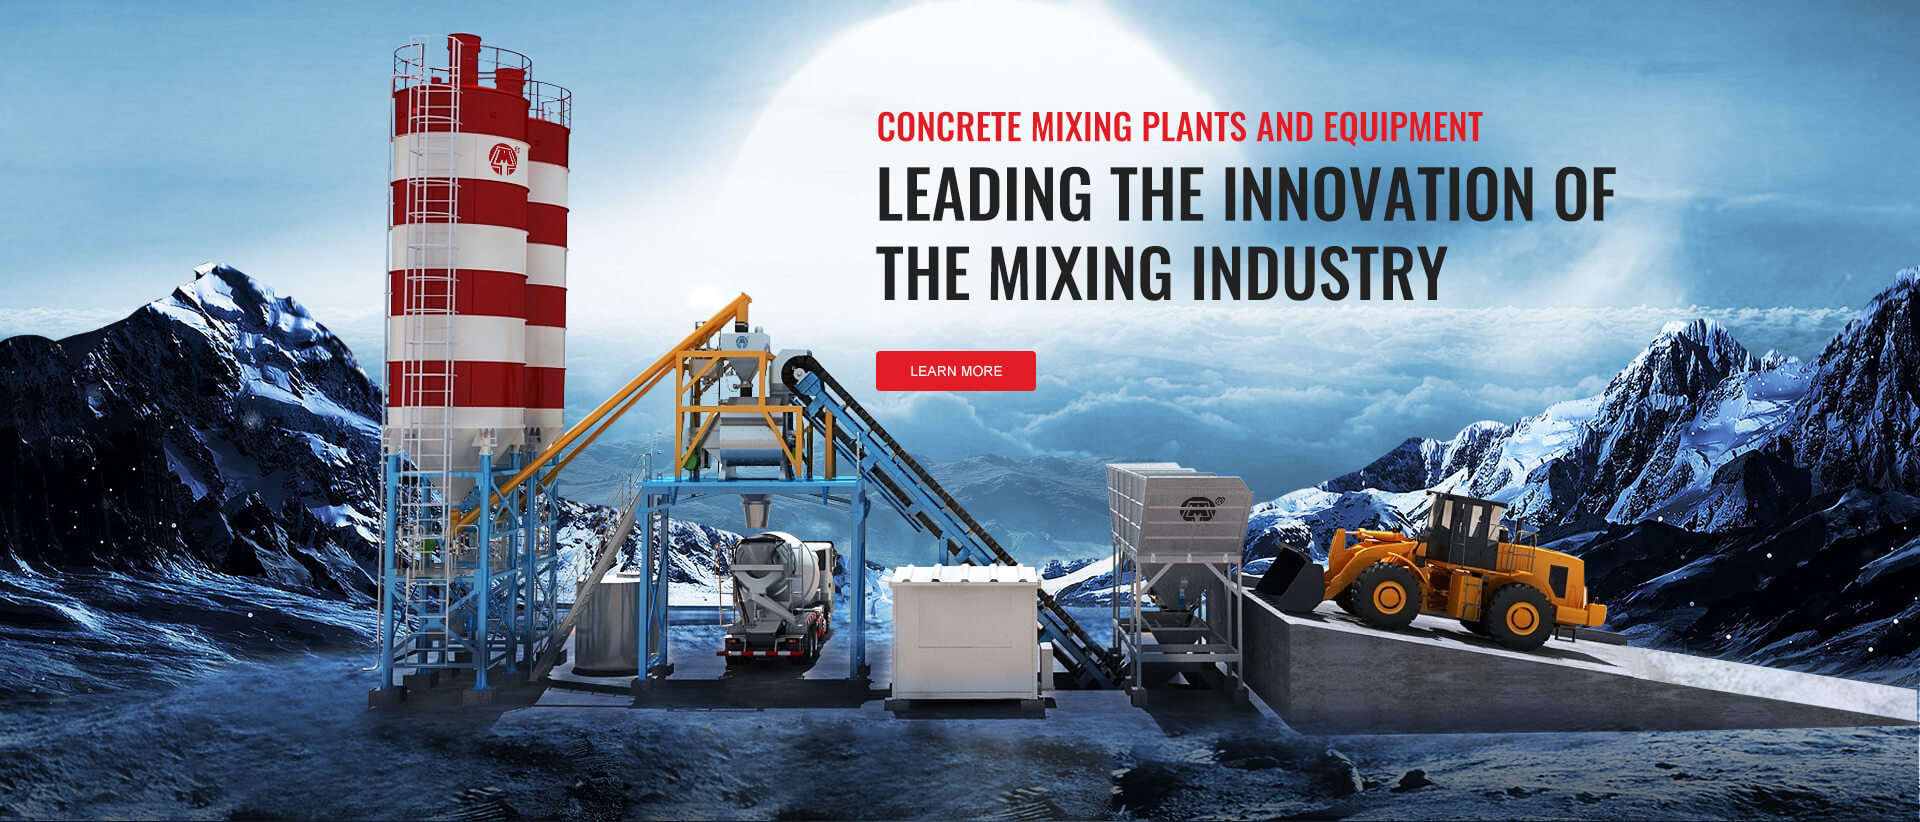 CONCRETE MIXING PLANTS AND EQUIPMENT
LEADING THE INNOVATION OF
THE MIXING INDUSTRY
LEARN MORE